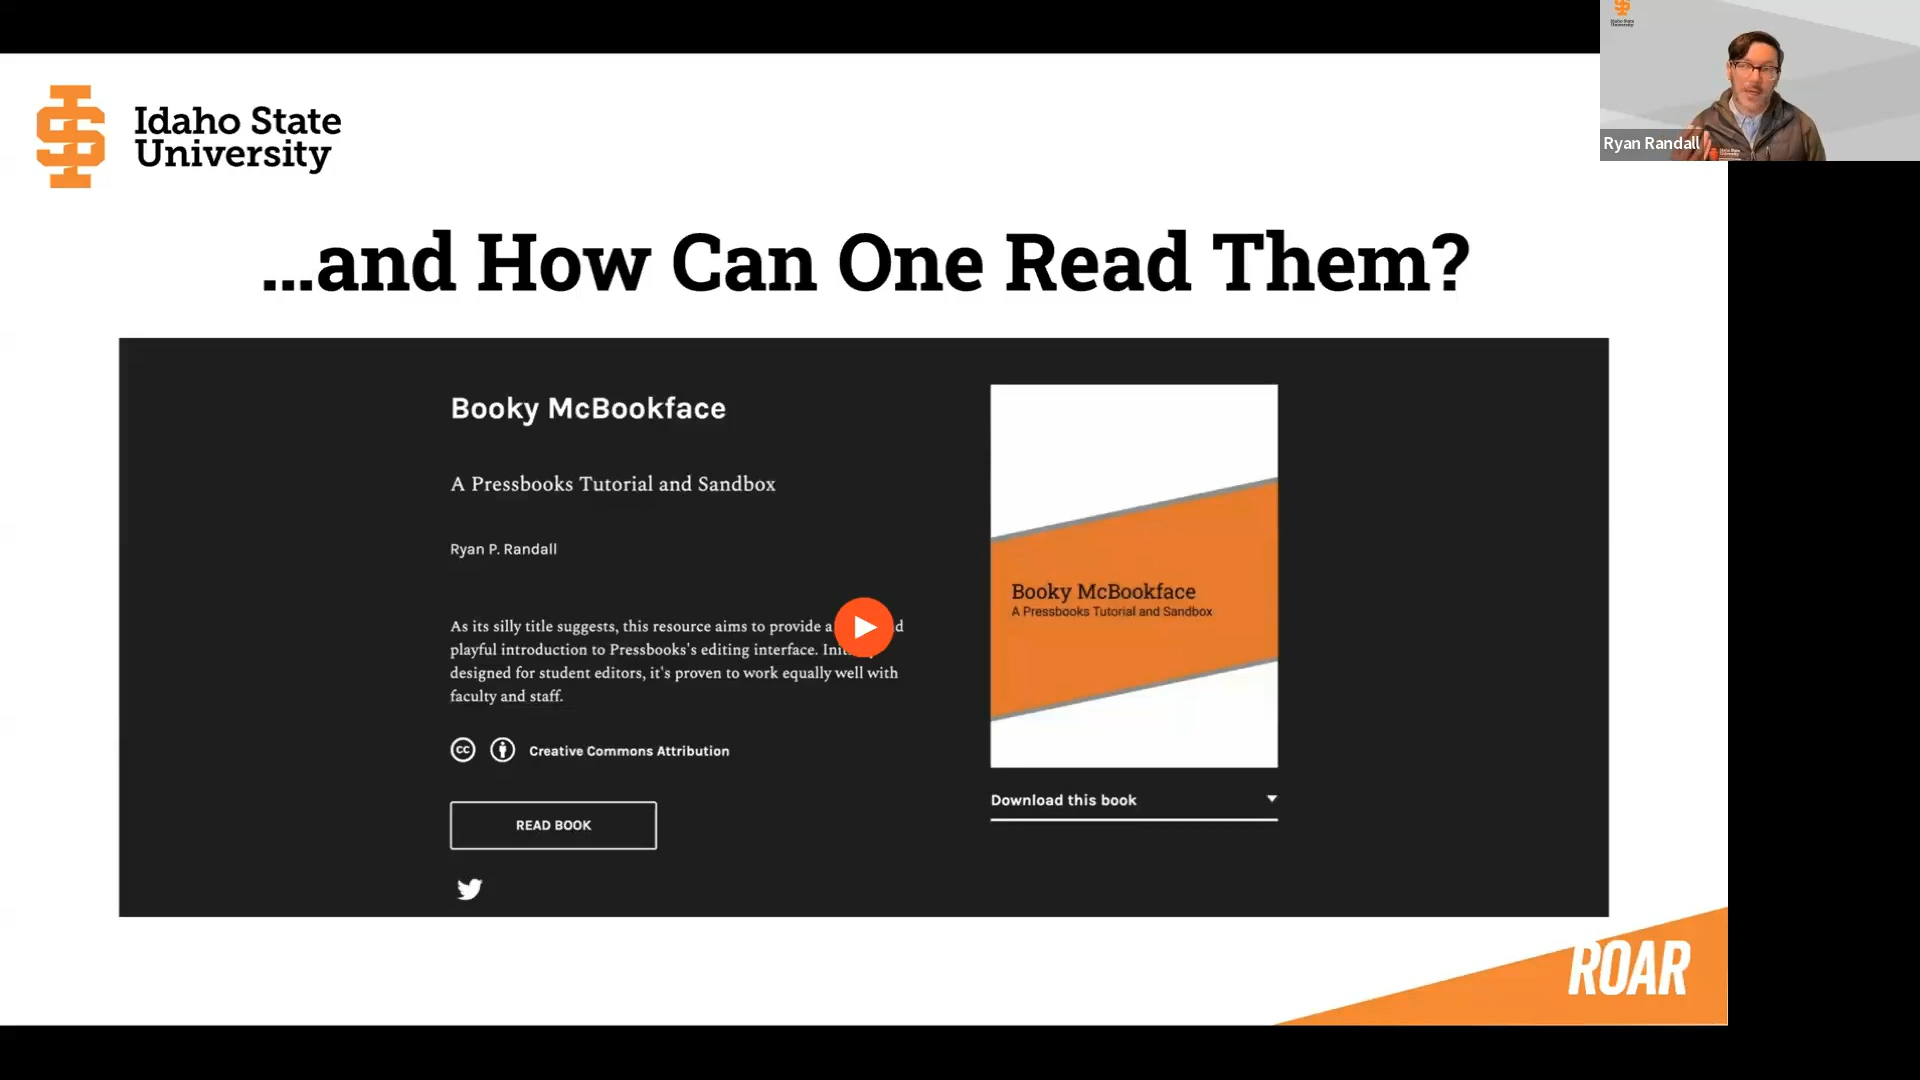 Idaho State
University
Ryan Randall
...and How Can One Read Them?
Booky McBookface
A Pressbooks Tutorial and Sandbox
Ryan P. Randall
As its silly title suggests, this resource aims to provide a
playful introduction to Pressbooks's editing interface.
designed for student editors, it's proven to work equally well with
faculty and staff.
Creative Commons Attribution
READ BOOK
Booky McBookface
A Pressbooks Tutorial and Sandbox
Download this book
ROAR